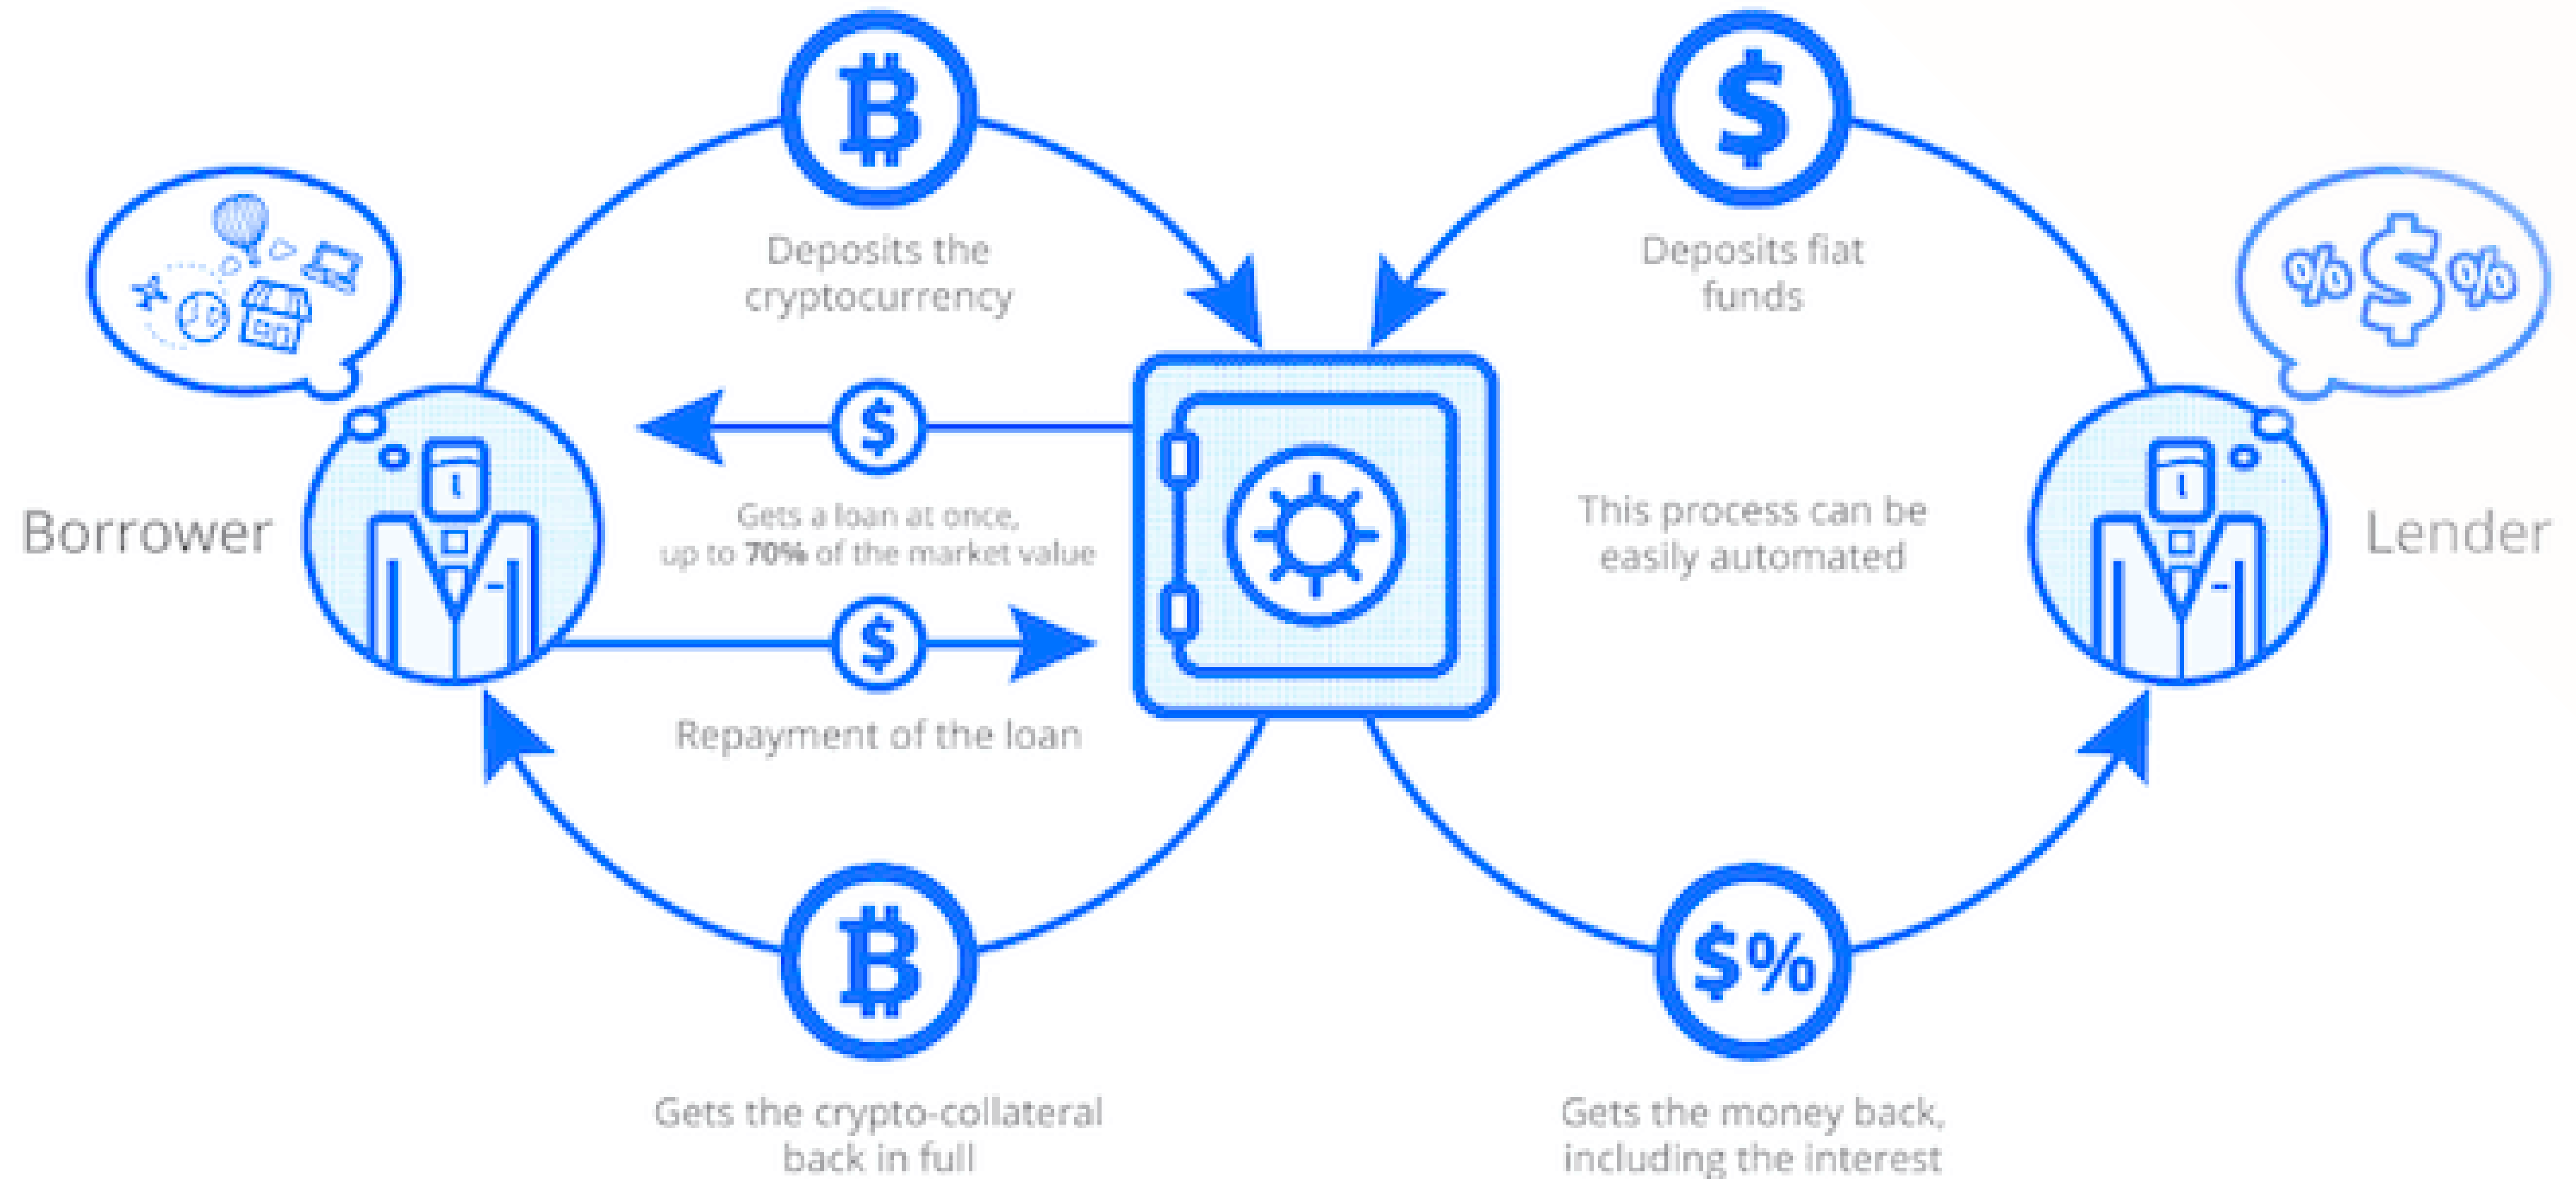 Deposits the
cryptocurrency
Deposits fiat
funds
Borrower
Gets a loan at once,
up to 70% of the market value
This process can be
easily automated
Lender
Repayment of the loan
Gets the crypto-collateral
back in full
Gets the money back,
including the interest
$
%$%
$
$
$%